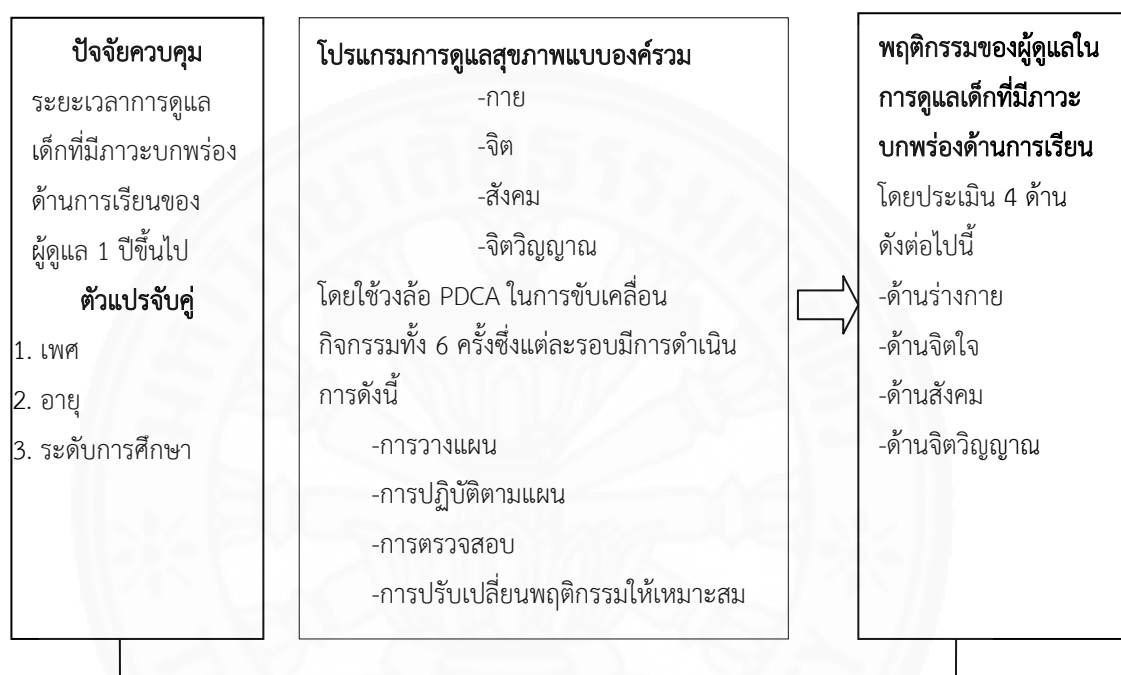 ปัจจัยควบคุม
ระยะเวลาการดูแล
เด็กที่มีภาวะบกพร่อง
ด้านการเรียนของ
ผู้ดูแล 1 ปีขึ้นไป
ตัวแปรจับคู่
1. เพศ
2. อายุ
3. ระดับการศึกษา
โปรแกรมการดูแลสุขภาพแบบองค์รวม
-กาย
-จิต
-สังคม
-จิตวิญญาณ
โดยใช้วงล้อ PDCA ในการขับเคลื่อน
กิจกรรมทั้ง 6 ครั้งซึ่งแต่ละรอบมีการดำเนิน
การดังนี้
-การวางแผน
-การปฏิบัติตามแผน
-การตรวจสอบ
-การปรับเปลี่ยนพฤติกรรมให้เหมาะสม
พฤติกรรมของผู้ดูแลใน
การดูแลเด็กที่มีภาวะ
บกพร่องด้านการเรียน
โดยประเมิน 4 ด้าน
ดังต่อไปนี้
-ด้านร่างกาย
-ด้านจิตใจ
-ด้านสังคม
-ด้านจิตวิญญาณ